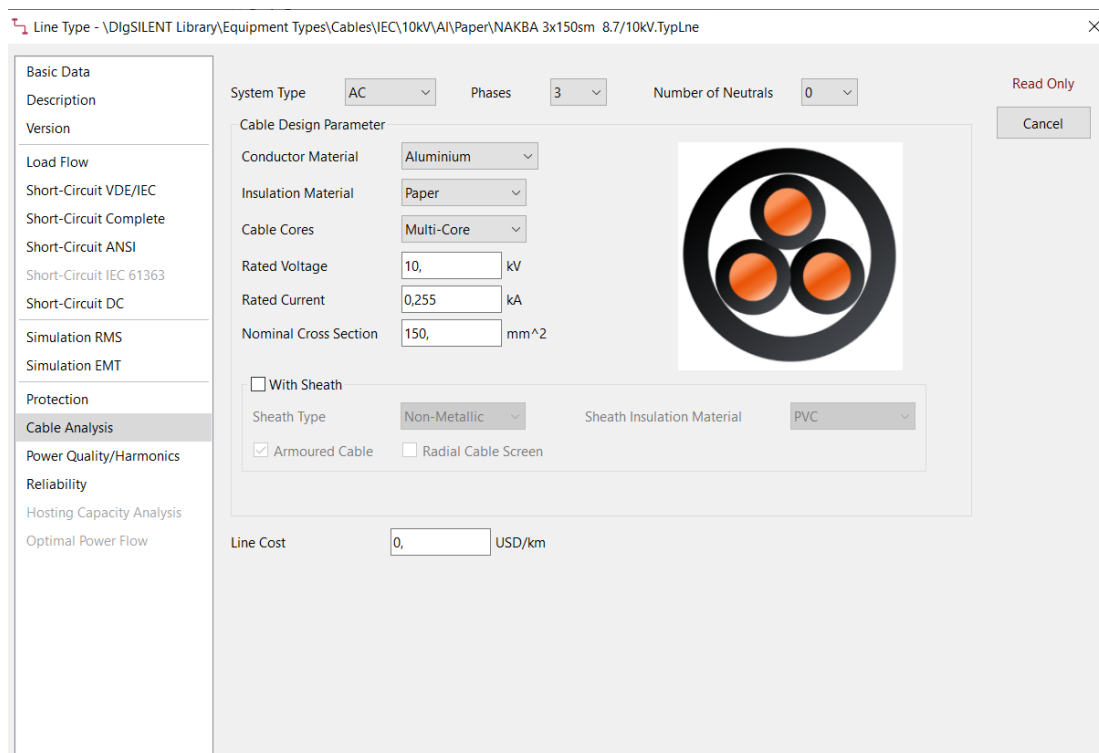 Line Type - \DIgSILENT Library\Equipment Types\Cables\IEC\10kV\Al\Paper\NAKBA 3x150sm  8.7/10kV.TypLne
Basic Data
Description
Version
Load Flow
Short-Circuit VDE/IEC
Short-Circuit Complete
Short-Circuit ANSI
Short-Circuit IEC 61363
Short-Circuit DC
Simulation RMS
Simulation EMT
Protection
Cable Analysis
Power Quality/Harmonics
Reliability
Hosting Capacity Analysis
Optimal Power Flow
System Type AC Phases 3 Number of Neutrals 0
Cable Design Parameter
Conductor Material Aluminium
Insulation Material Paper
Cable Cores Multi-Core
Rated Voltage 10, kV
Rated Current 0,255 kA
Nominal Cross Section 150, mm^2
With Sheath
Sheath Type Non-Metallic Sheath Insulation Material PVC
Armoured Cable Radial Cable Screen
Line Cost 0, USD/km
Read Only
Cancel